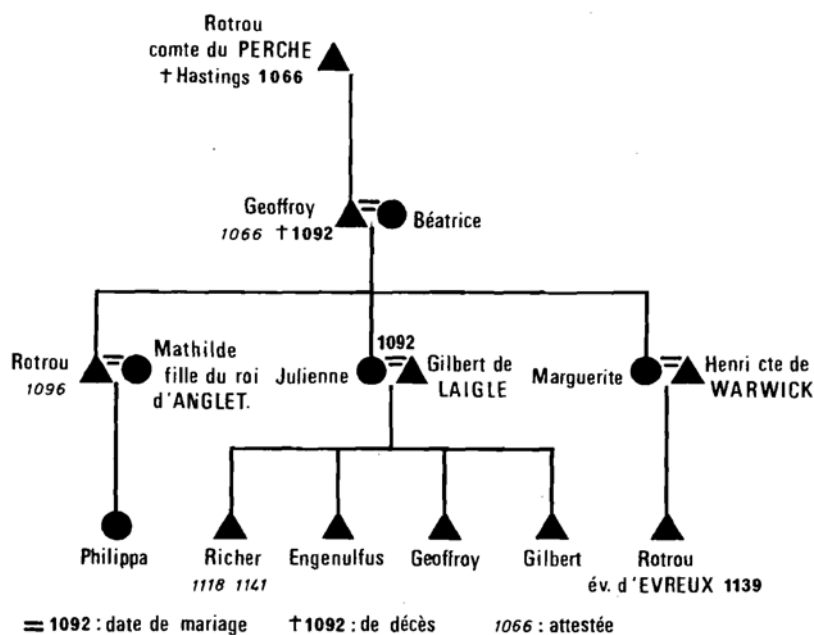 Rotrou
comte du PERCHE
†Hastings 1066
Geoffroy
1066 †1092
=
Béatrice
1092
Rotrou
1096
=
Mathilde
fille du roi
d'ANGLET.
Julienne
=
Gilbert de
LAIGLE
Marguerite
=
Henri cte de
WARWICK
Philippa
Richer
1118 1141
Engenulfus
Geoffroy
Gilbert
Rotrou
év. d'EVREUX 1139
= 1092 : date de mariage †1092 : de décès 1066 : attestée